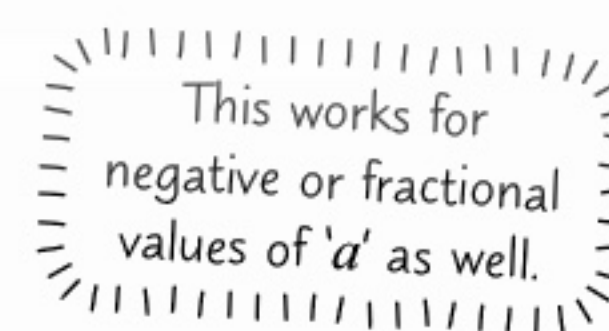 This works for
negative or fractional
values of 'a' as well.